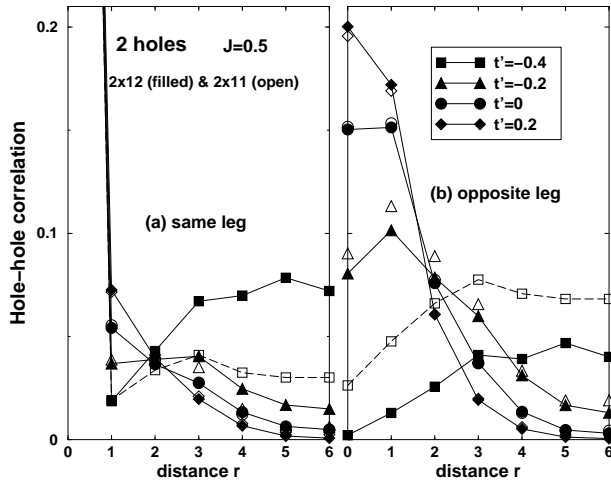 0.2
2 holes J=0.5
2x12 (filled) & 2x11 (open)
t'=−0.4
t'=−0.2
t'=0
t'=0.2
Hole−hole correlation
(a) same leg
(b) opposite leg
0.1
0
0 1 2 3 4 5 6
0 1 2 3 4 5 6
distance r
distance r